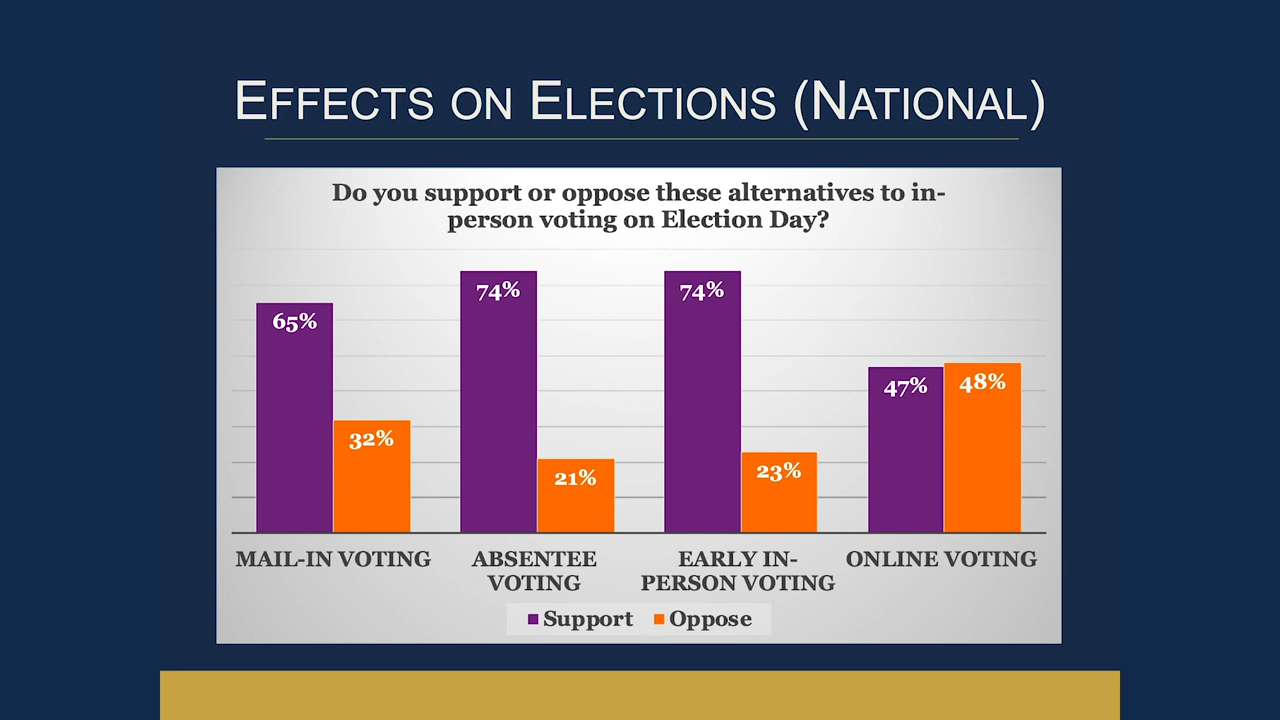 Effects on Elections (National)
Do you support or oppose these alternatives to in-
person voting on Election Day?
65%
32%
74%
21%
74%
23%
47%
48%
MAIL-IN VOTING
ABSENTEE
VOTING
EARLY IN-
PERSON VOTING
ONLINE VOTING
Support
Oppose